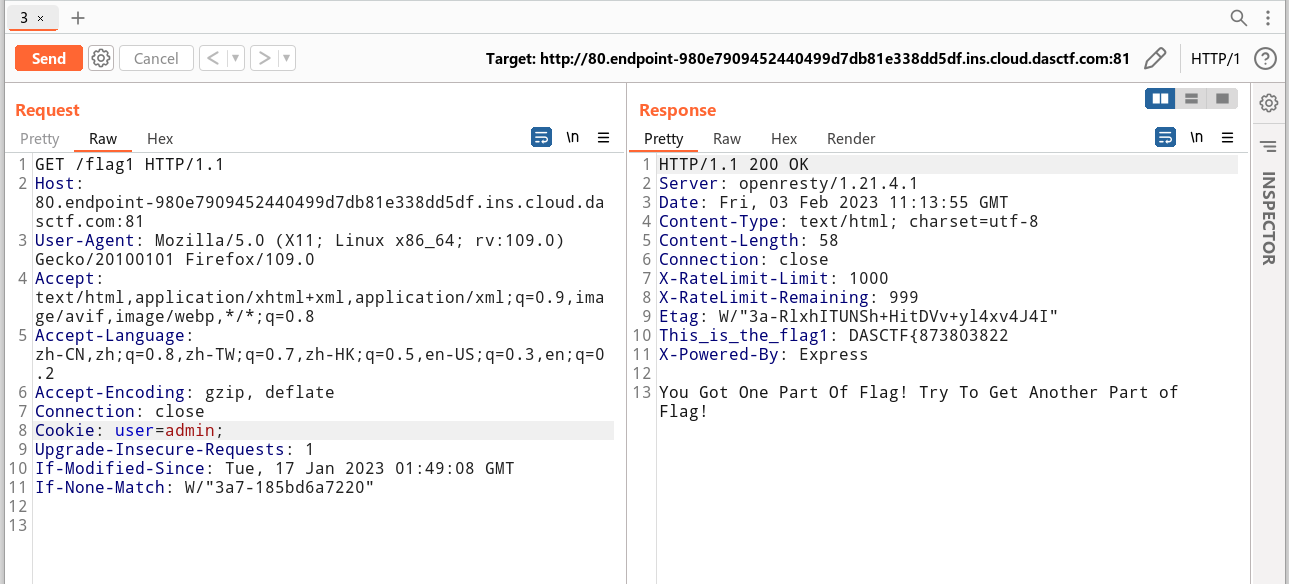 3 ×
Send Cancel < > Target: http://80.endpoint-980e7909452440499d7db81e338dd5df.ins.cloud.dasctf.com:81 HTTP/1 ?
Request
Pretty Raw Hex \n
1 GET /flag1 HTTP/1.1
2 Host:
80.endpoint-980e7909452440499d7db81e338dd5df.ins.cloud.da
sctf.com:81
3 User-Agent: Mozilla/5.0 (X11; Linux x86_64; rv:109.0)
Gecko/20100101 Firefox/109.0
4 Accept:
text/html,application/xhtml+xml,application/xml;q=0.9,ima
ge/avif,image/webp,*/*;q=0.8
5 Accept-Language:
zh-CN,zh;q=0.8,zh-TW;q=0.7,zh-HK;q=0.5,en-US;q=0.3,en;q=0
.2
6 Accept-Encoding: gzip, deflate
7 Connection: close
8 Cookie: user=admin;
9 Upgrade-Insecure-Requests: 1
10 If-Modified-Since: Tue, 17 Jan 2023 01:49:08 GMT
11 If-None-Match: W/"3a7-185bd6a7220"
12
13
Response
Pretty Raw Hex Render \n
1 HTTP/1.1 200 OK
2 Server: openresty/1.21.4.1
3 Date: Fri, 03 Feb 2023 11:13:55 GMT
4 Content-Type: text/html; charset=utf-8
5 Content-Length: 58
6 Connection: close
7 X-RateLimit-Limit: 1000
8 X-RateLimit-Remaining: 999
9 Etag: W/"3a-RlxhITUNSh+HitDVv+yl4xv4J4I"
10 This_is_the_flag1: DASCTF{873803822
11 X-Powered-By: Express
12
13 You Got One Part Of Flag! Try To Get Another Part of
Flag!
INSPECTOR